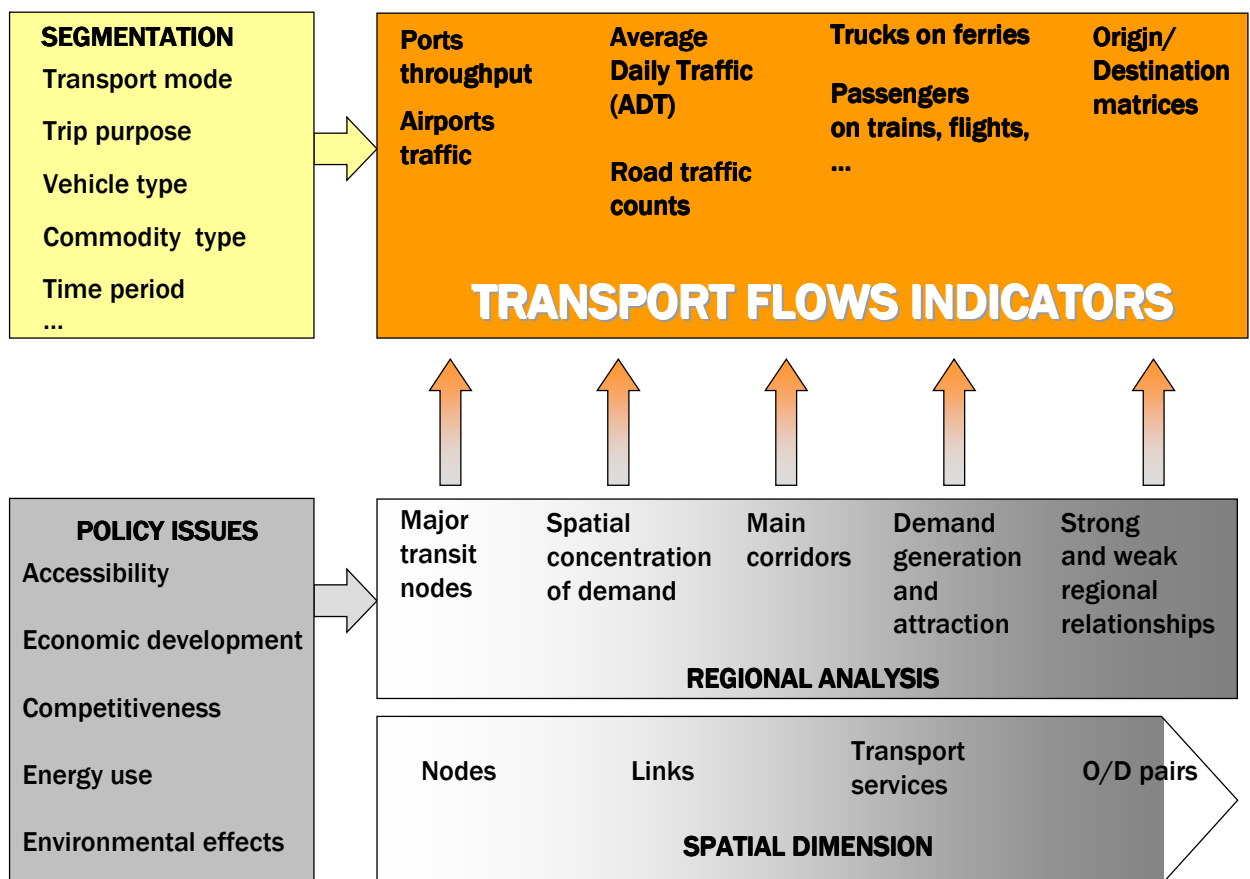 SEGMENTATION
Transport mode
Trip purpose
Vehicle type
Commodity type
Time period
...
Ports
throughput
Airports
traffic
Average
Daily Traffic
(ADT)
Road traffic
counts
Trucks on ferries
Passengers
on trains, flights,
...
Origjn/
Destination
matrices
TRANSPORT FLOWS INDICATORS
POLICY ISSUES
Accessibility
Economic development
Competitiveness
Energy use
Environmental effects
Major
transit
nodes
Spatial
concentration
of demand
Main
corridors
Demand
generation
and
attraction
Strong
and weak
regional
relationships
REGIONAL ANALYSIS
Nodes
Links
Transport
services
O/D pairs
SPATIAL DIMENSION